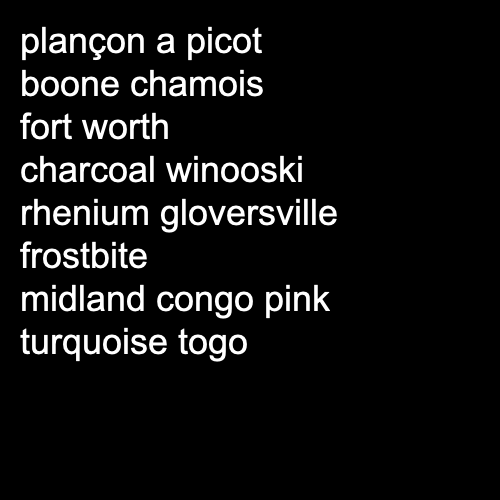 plançon a picot
boone chamois
fort worth
charcoal winooski
rhenium gloversville
frostbite
midland congo pink
turquoise togo